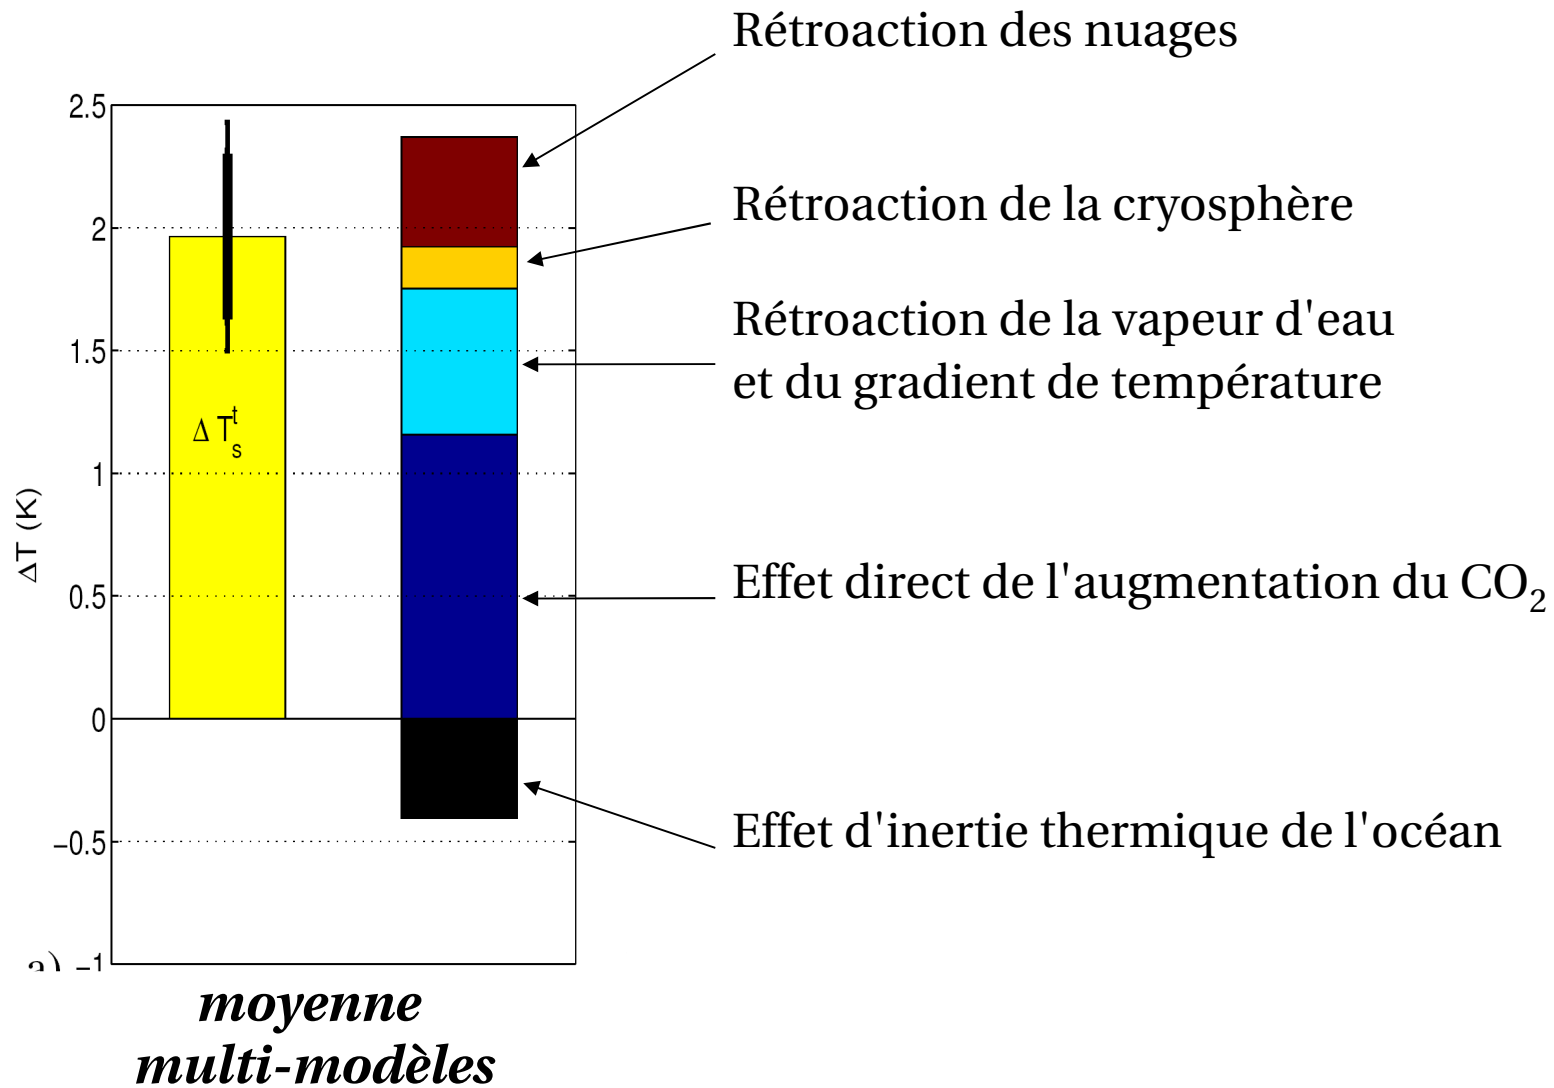 Rétroaction des nuages
2.5
Rétroaction de la cryosphère
2
Rétroaction de la vapeur d'eau
et du gradient de température
1.5
Δ T_s^t
1
ΔT (K)
Effet direct de l'augmentation du CO₂
0.5
0
Effet d'inertie thermique de l'océan
−0.5
a) −1
moyenne
multi-modèles